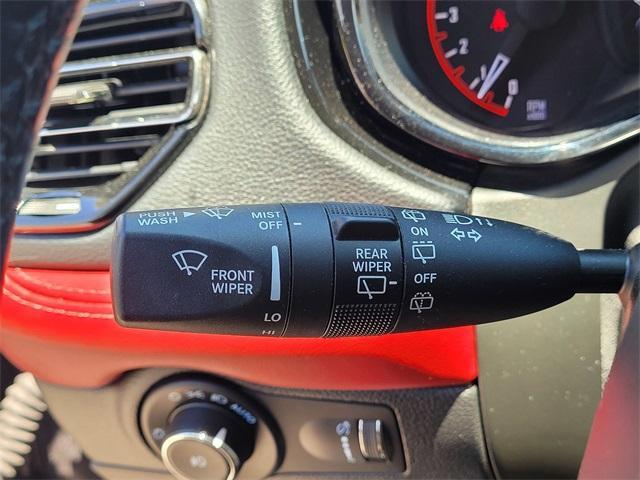 3
2
1
0
RPM
PUSH
WASH
MIST
OFF
FRONT
WIPER
LO
HI
REAR
WIPER
ON
OFF
AUTO